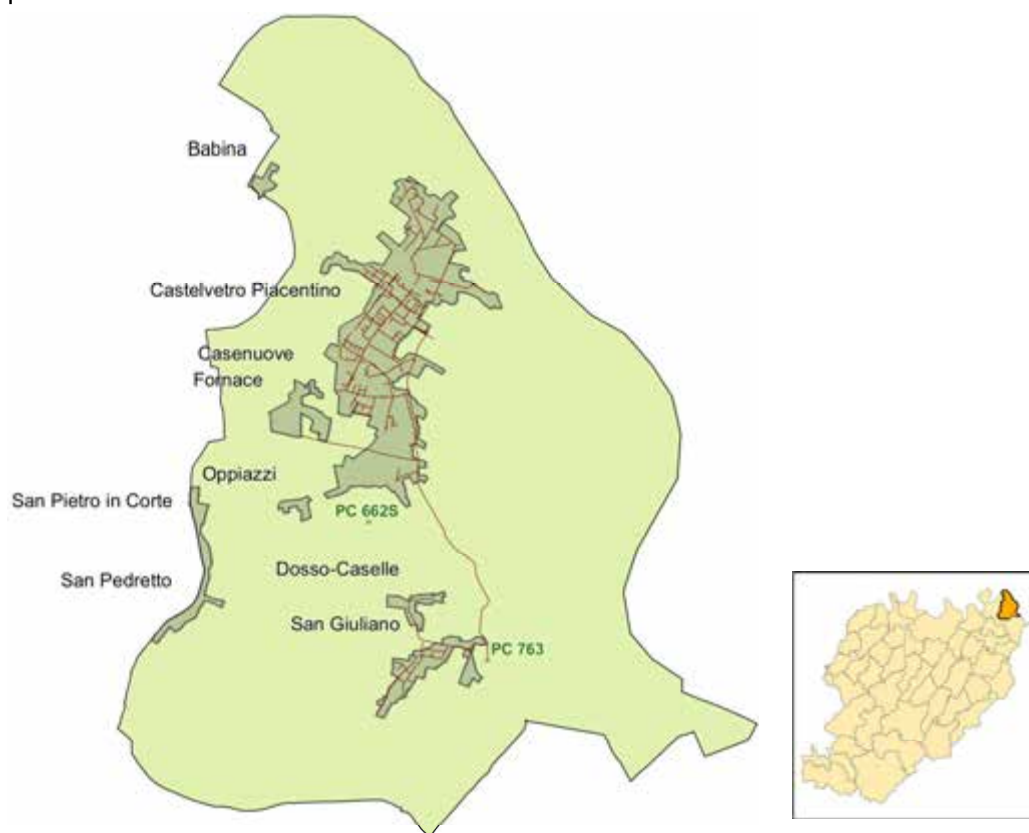 Babina
Castelvetro Piacentino
Casenuove
Fornace
Oppiazzi
San Pietro in Corte
PC 662S
San Pedretto
Dosso-Caselle
San Giuliano
PC 763